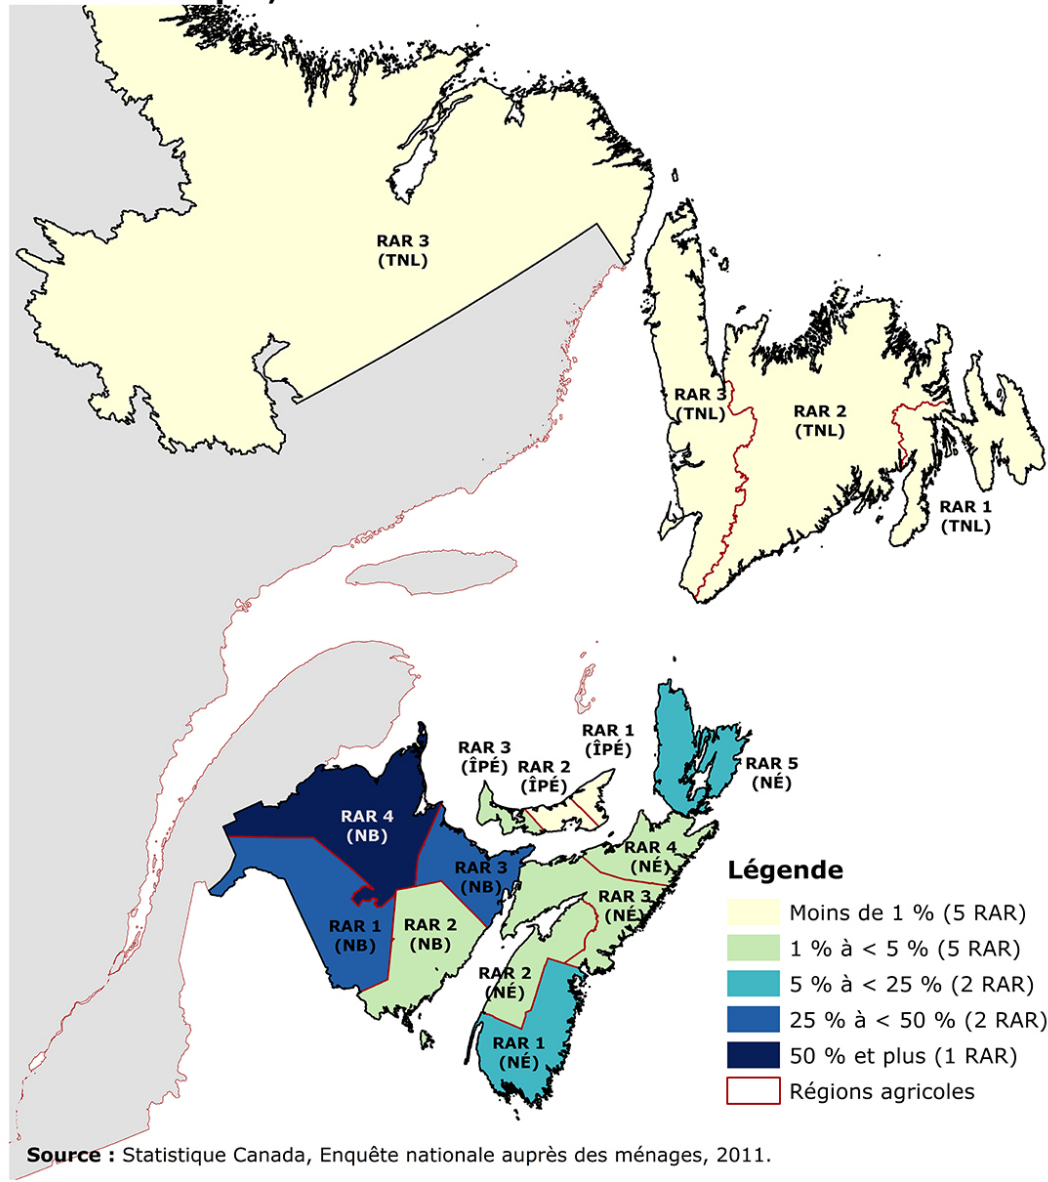 RAR 3
(TNL)
RAR 3
(TNL)
RAR 2
(TNL)
RAR 1
(TNL)
RAR 1
(ÎPÉ)
RAR 3
(ÎPÉ)
RAR 2
(ÎPÉ)
RAR 5
(NÉ)
RAR 4
(NB)
RAR 4
(NÉ)
RAR 3
(NB)
RAR 3
(NÉ)
RAR 1
(NB)
RAR 2
(NB)
RAR 2
(NÉ)
RAR 1
(NÉ)
Légende
Moins de 1 % (5 RAR)
1 % à < 5 % (5 RAR)
5 % à < 25 % (2 RAR)
25 % à < 50 % (2 RAR)
50 % et plus (1 RAR)
Régions agricoles
Source : Statistique Canada, Enquête nationale auprès des ménages, 2011.